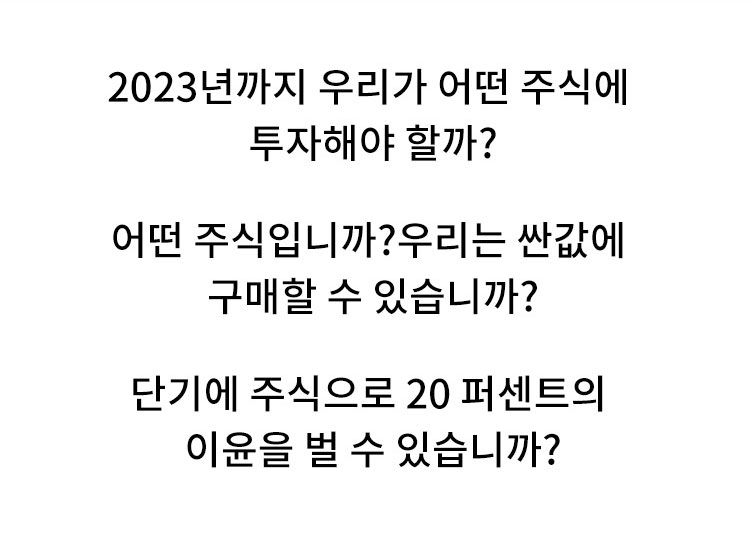 2023년까지 우리가 어떤 주식에
투자해야 할까?
어떤 주식입니까?우리는 싼값에
구매할 수 있습니까?
단기에 주식으로 20 퍼센트의
이윤을 벌 수 있습니까?